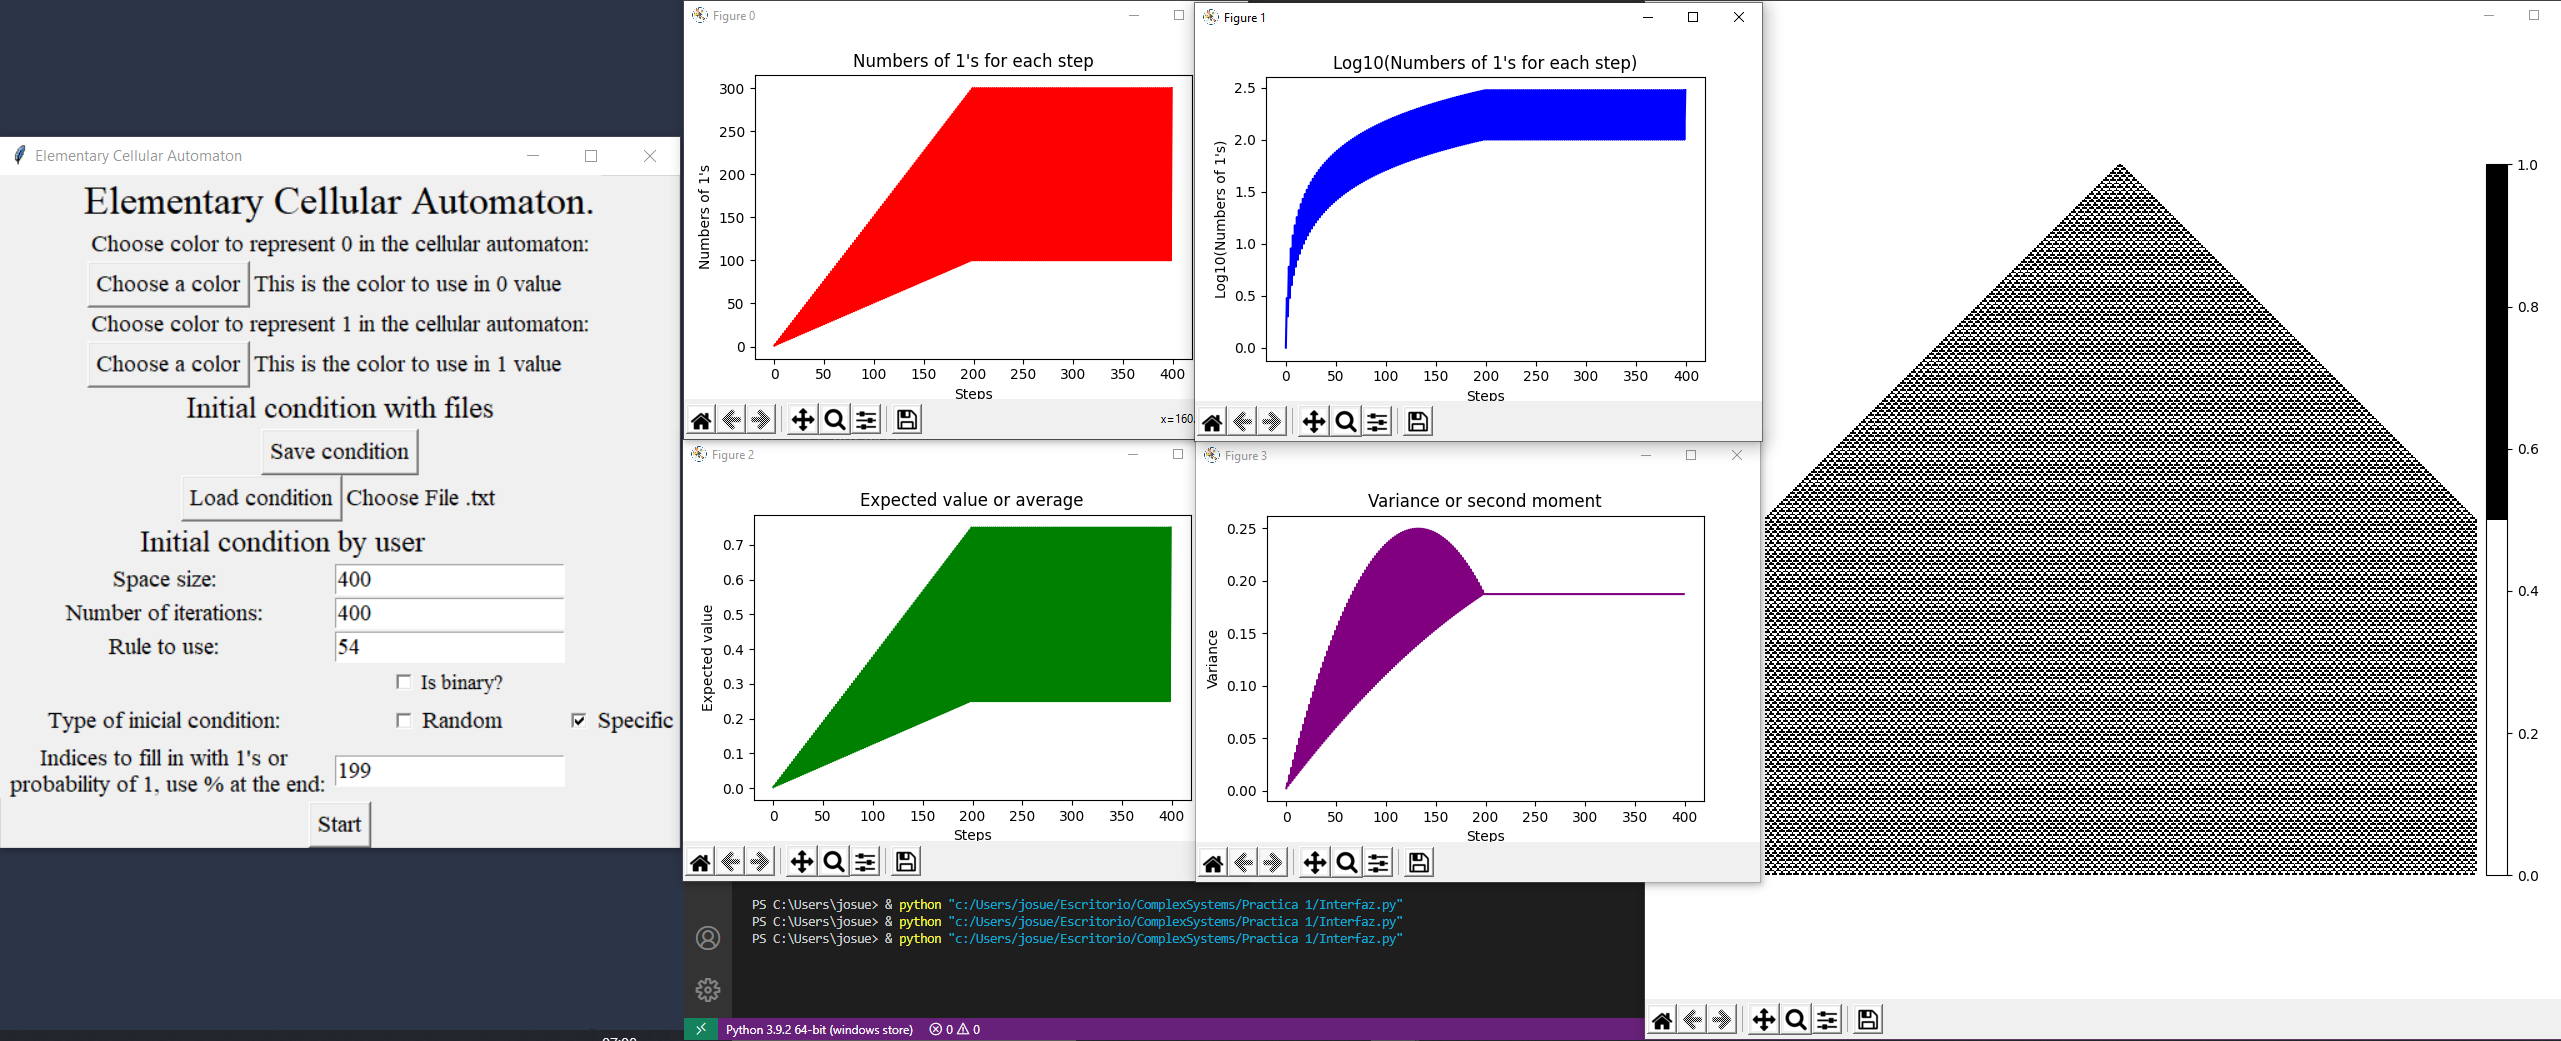 Elementary Cellular Automaton
Elementary Cellular Automaton.
Choose color to represent 0 in the cellular automaton:
Choose a color This is the color to use in 0 value
Choose color to represent 1 in the cellular automaton:
Choose a color This is the color to use in 1 value
Initial condition with files
Save condition
Load condition Choose File .txt
Initial condition by user
Space size: 400
Number of iterations: 400
Rule to use: 54
Is binary?
Type of inicial condition: Random Specific
Indices to fill in with 1's or
probability of 1, use % at the end: 199
Start
Figure 0
Numbers of 1's for each step
Numbers of 1's
300
250
200
150
100
50
0
0 50 100 150 200 250 300 350 400
Steps
x=160.
Figure 1
Log10(Numbers of 1's for each step)
Log10(Numbers of 1's)
2.5
2.0
1.5
1.0
0.5
0.0
0 50 100 150 200 250 300 350 400
Steps
Figure 2
Expected value or average
Expected value
0.7
0.6
0.5
0.4
0.3
0.2
0.1
0.0
0 50 100 150 200 250 300 350 400
Steps
Figure 3
Variance or second moment
Variance
0.25
0.20
0.15
0.10
0.05
0.00
0 50 100 150 200 250 300 350 400
Steps
1.0
0.8
0.6
0.4
0.2
0.0
PS C:\Users\josue> & python "c:/Users/josue/Escritorio/ComplexSystems/Practica 1/Interfaz.py"
PS C:\Users\josue> & python "c:/Users/josue/Escritorio/ComplexSystems/Practica 1/Interfaz.py"
PS C:\Users\josue> & python "c:/Users/josue/Escritorio/ComplexSystems/Practica 1/Interfaz.py"
Python 3.9.2 64-bit (windows store) 0 0